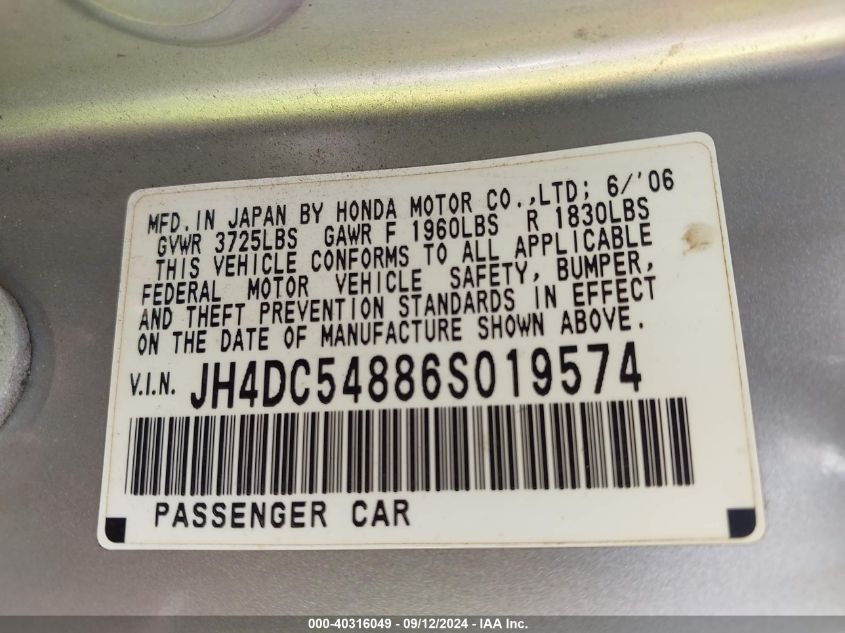 MFD. IN JAPAN BY HONDA MOTOR CO.,LTD; 6/'06
GVWR 3725LBS GAWR F 1960LBS R 1830LBS
THIS VEHICLE CONFORMS TO ALL APPLICABLE
FEDERAL MOTOR VEHICLE SAFETY, BUMPER,
AND THEFT PREVENTION STANDARDS IN EFFECT
ON THE DATE OF MANUFACTURE SHOWN ABOVE.
V.I.N. JH4DC54886S019574
PASSENGER CAR
000-40316049 - 09/12/2024 - IAA Inc.